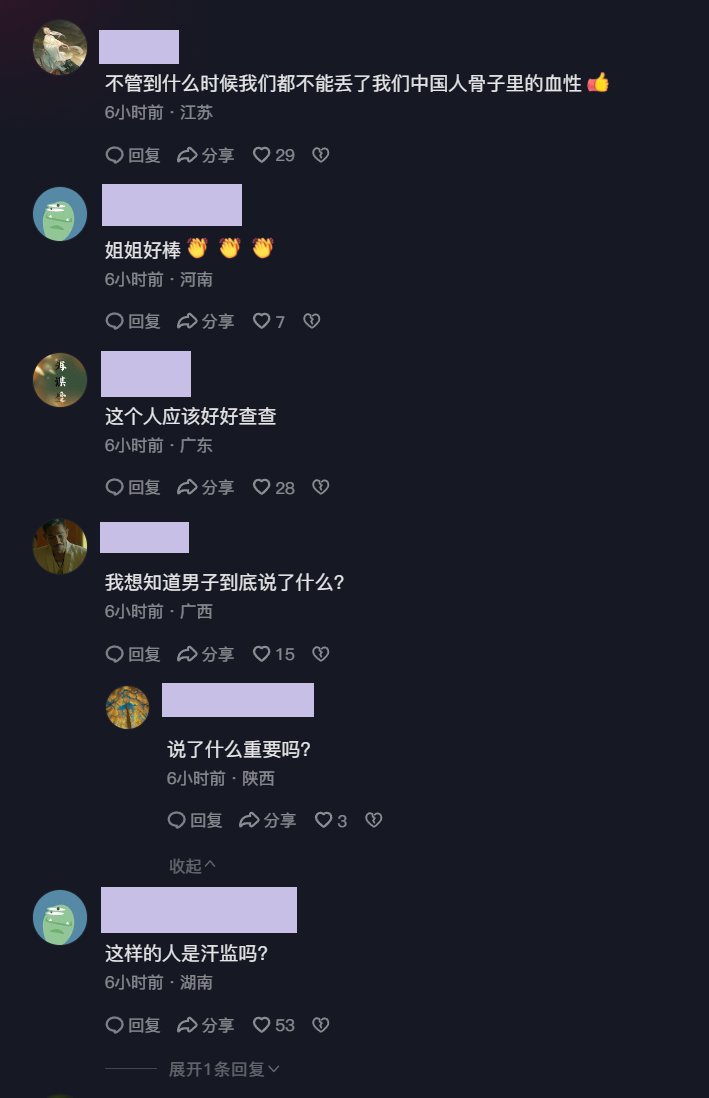 不管到什么时候我们都不能丢了我们中国人骨子里的血性
6小时前 · 江苏
回复 分享 29
姐姐好棒
6小时前 · 河南
回复 分享 7
这个人应该好好查查
6小时前 · 广东
回复 分享 28
我想知道男子到底说了什么?
6小时前 · 广西
回复 分享 15
说了什么重要吗?
6小时前 · 陕西
回复 分享 3
收起
这样的人是汗监吗?
6小时前 · 湖南
回复 分享 53
展开1条回复